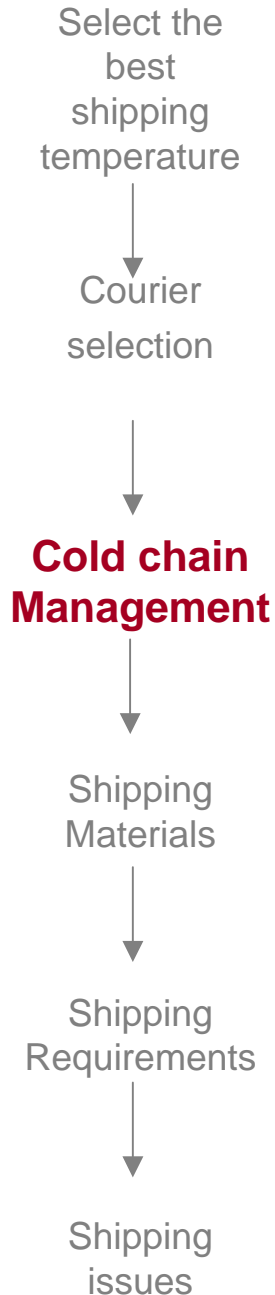 Select the
best
shipping
temperature
Courier
selection
Cold chain
Management
Shipping
Materials
Shipping
Requirements
Shipping
issues